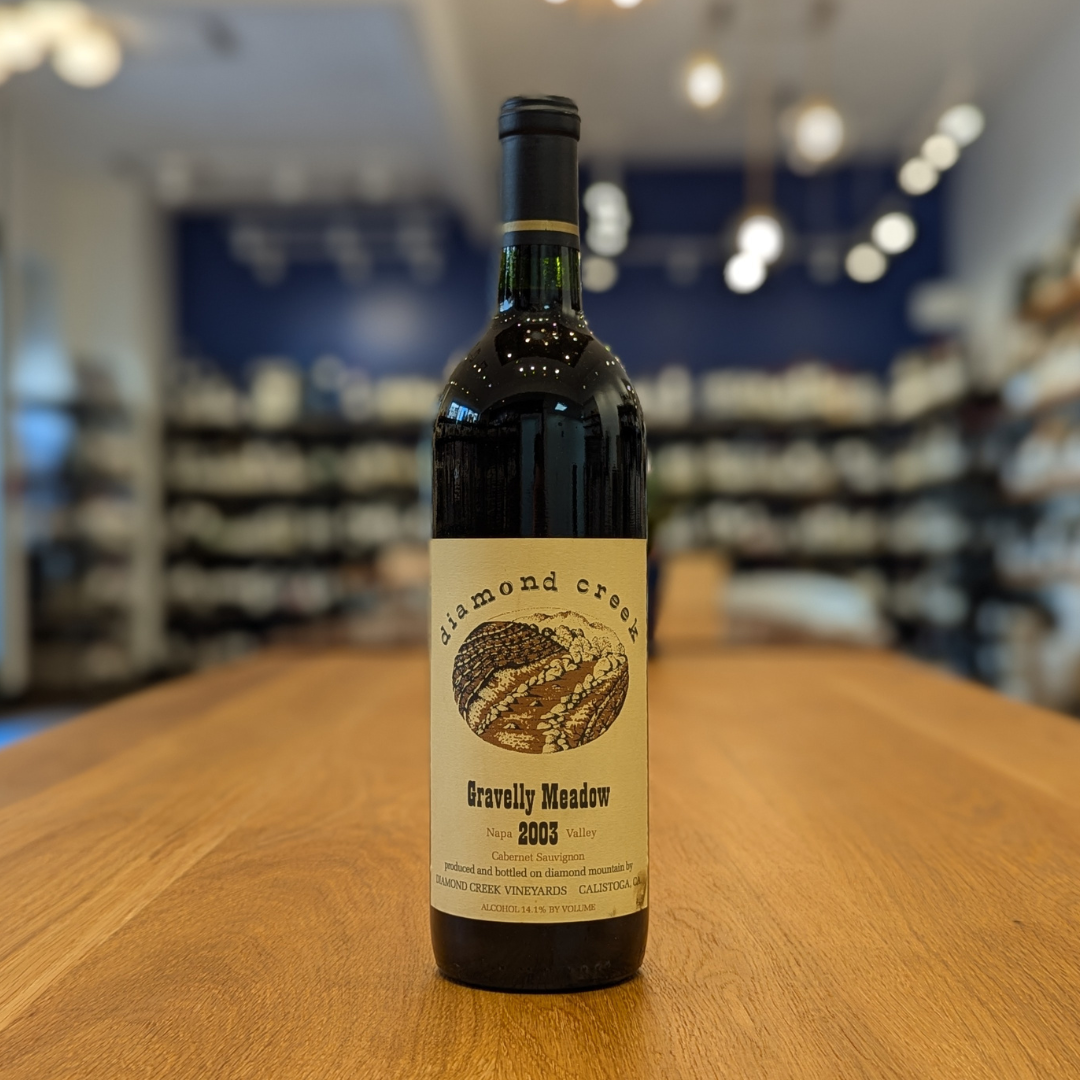 diamond creek
Gravelly Meadow
Napa 2003 Valley
Cabernet Sauvignon
produced and bottled on diamond mountain by
DIAMOND CREEK VINEYARDS CALISTOGA, CA
ALCOHOL 14.1% BY VOLUME